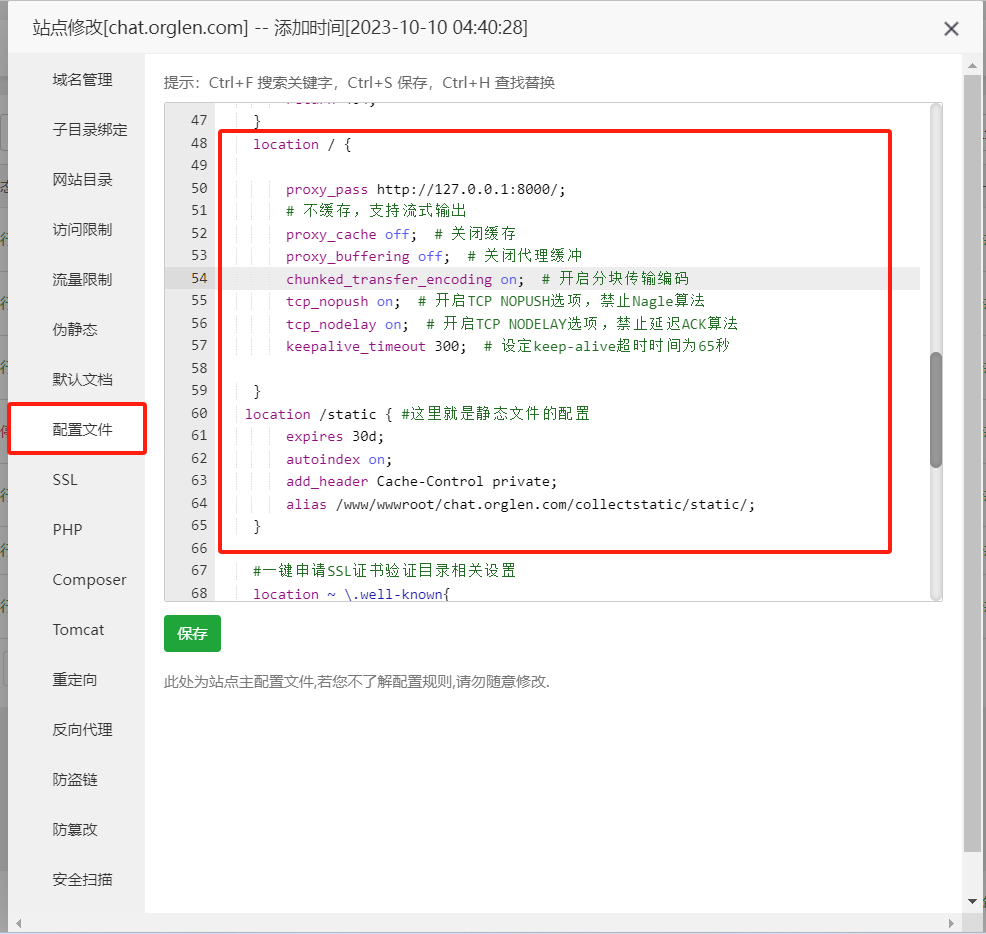 站点修改[chat.orglen.com] -- 添加时间[2023-10-10 04:40:28]
域名管理
子目录绑定
网站目录
访问限制
流量限制
伪静态
默认文档
配置文件
SSL
PHP
Composer
Tomcat
重定向
反向代理
防盗链
防篡改
安全扫描
提示：Ctrl+F 搜索关键字，Ctrl+S 保存，Ctrl+H 查找替换
47 }
48 location / {
49
50 proxy_pass http://127.0.0.1:8000/;
51 # 不缓存，支持流式输出
52 proxy_cache off; # 关闭缓存
53 proxy_buffering off; # 关闭代理缓冲
54 chunked_transfer_encoding on; # 开启分块传输编码
55 tcp_nopush on; # 开启TCP NOPUSH选项，禁止Nagle算法
56 tcp_nodelay on; # 开启TCP NODELAY选项，禁止延迟ACK算法
57 keepalive_timeout 300; # 设定keep-alive超时时间为65秒
58
59 }
60 location /static { #这里就是静态文件的配置
61 expires 30d;
62 autoindex on;
63 add_header Cache-Control private;
64 alias /www/wwwroot/chat.orglen.com/collectstatic/static/;
65 }
66
67 #一键申请SSL证书验证目录相关设置
68 location ~ \.well-known{
保存
此处为站点主配置文件,若您不了解配置规则,请勿随意修改.